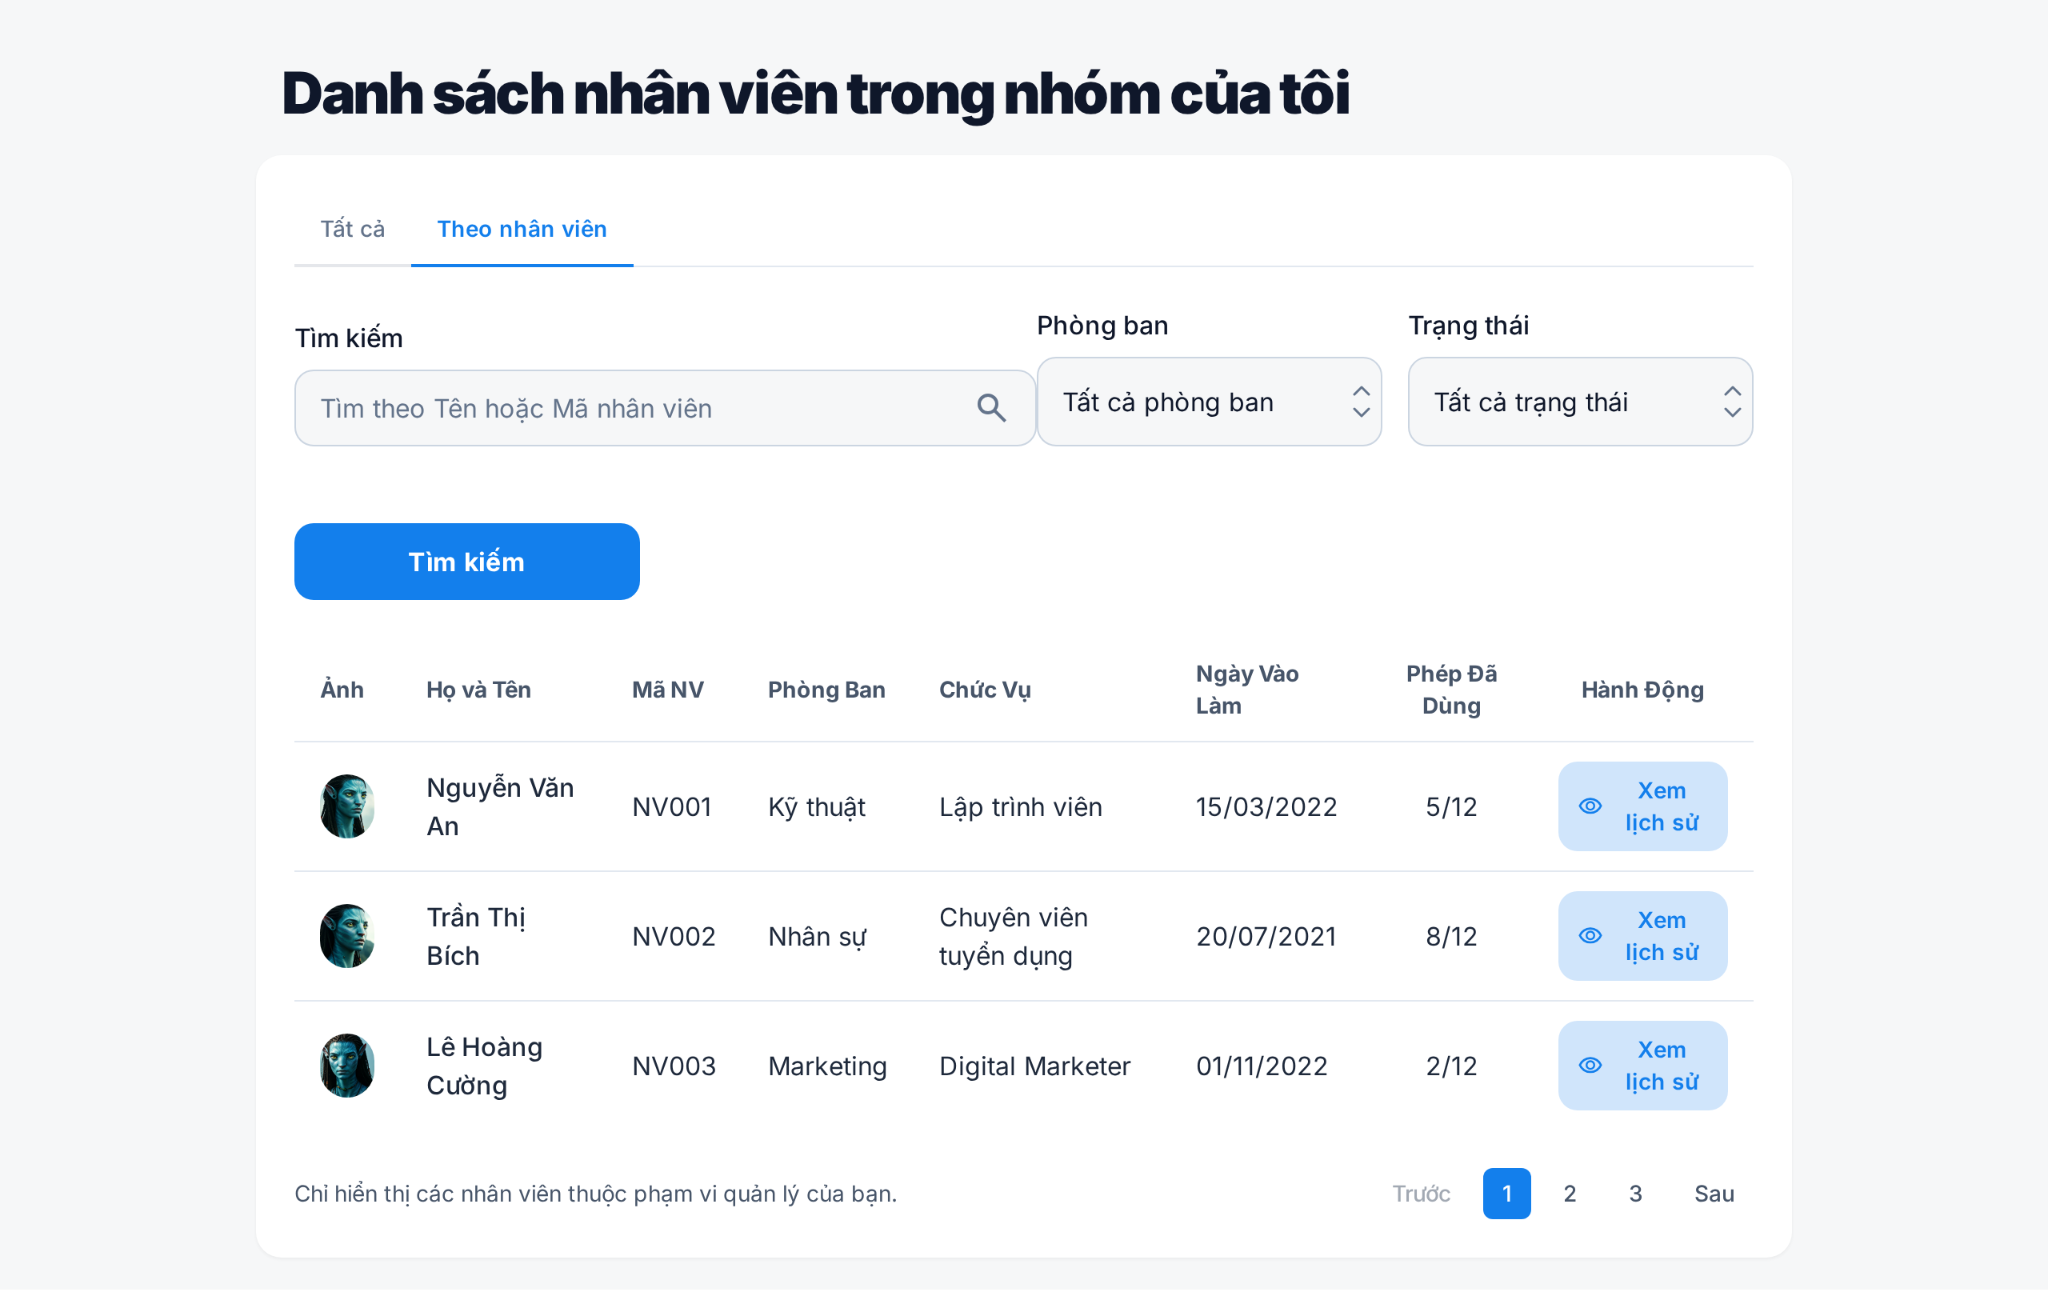 Danh sách nhân viên trong nhóm của tôi
Tất cả
Theo nhân viên
Tìm kiếm
Phòng ban
Trạng thái
Tìm theo Tên hoặc Mã nhân viên
Tất cả phòng ban
Tất cả trạng thái
Tìm kiếm
Ảnh
Họ và Tên
Mã NV
Phòng Ban
Chức Vụ
Ngày Vào
Làm
Phép Đã
Dùng
Hành Động
Nguyễn Văn
An
NV001
Kỹ thuật
Lập trình viên
15/03/2022
5/12
Xem
lịch sử
Trần Thị
Bích
NV002
Nhân sự
Chuyên viên
tuyển dụng
20/07/2021
8/12
Xem
lịch sử
Lê Hoàng
Cường
NV003
Marketing
Digital Marketer
01/11/2022
2/12
Xem
lịch sử
Chỉ hiển thị các nhân viên thuộc phạm vi quản lý của bạn.
Trước
1
2
3
Sau